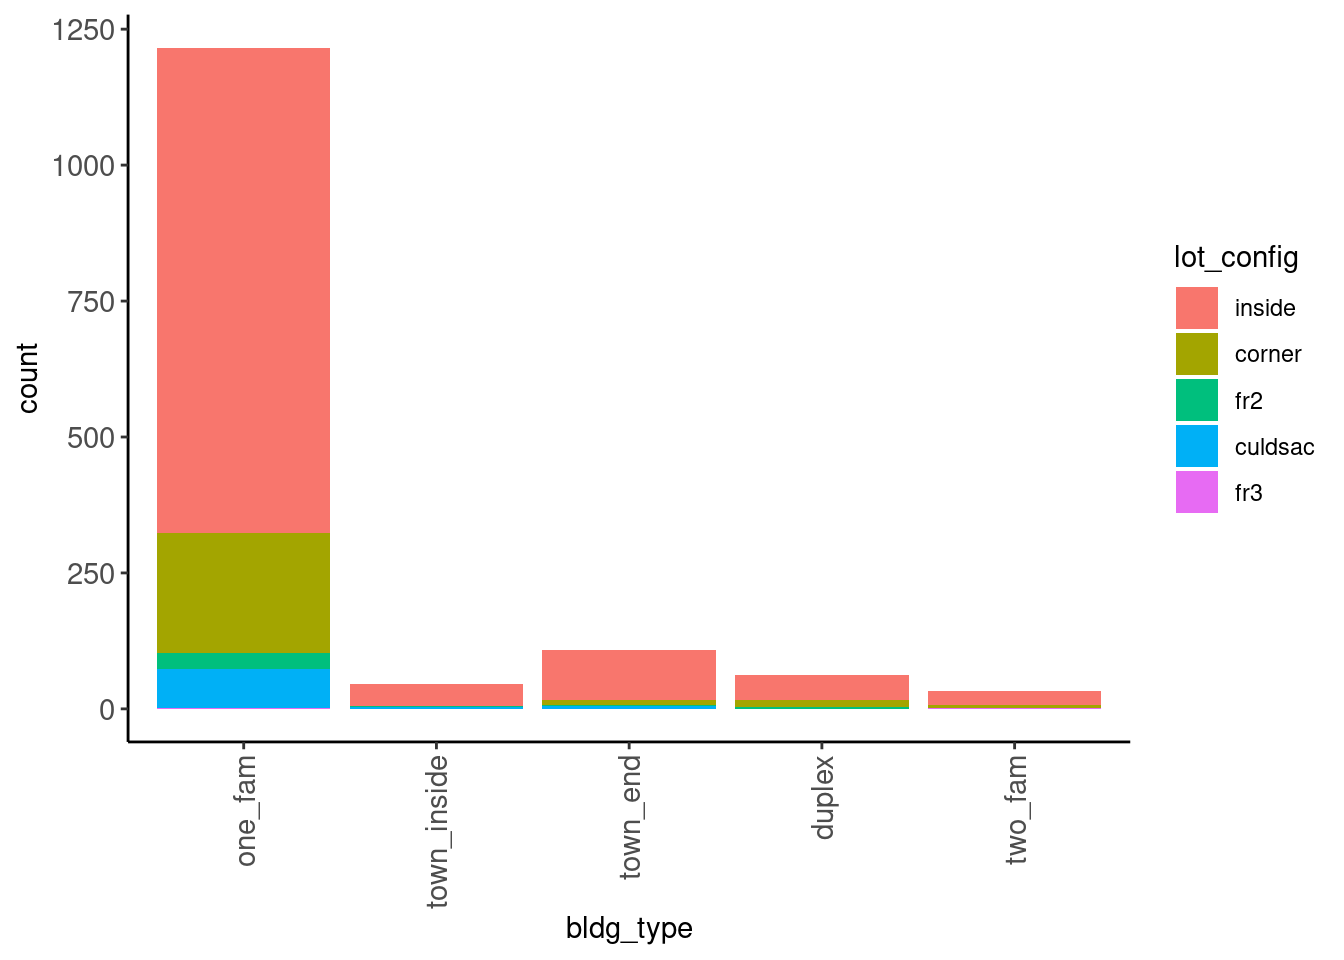 1250
1000
750
500
250
0
count
one_fam
town_inside
town_end
duplex
two_fam
bldg_type
lot_config
inside
corner
fr2
culdsac
fr3